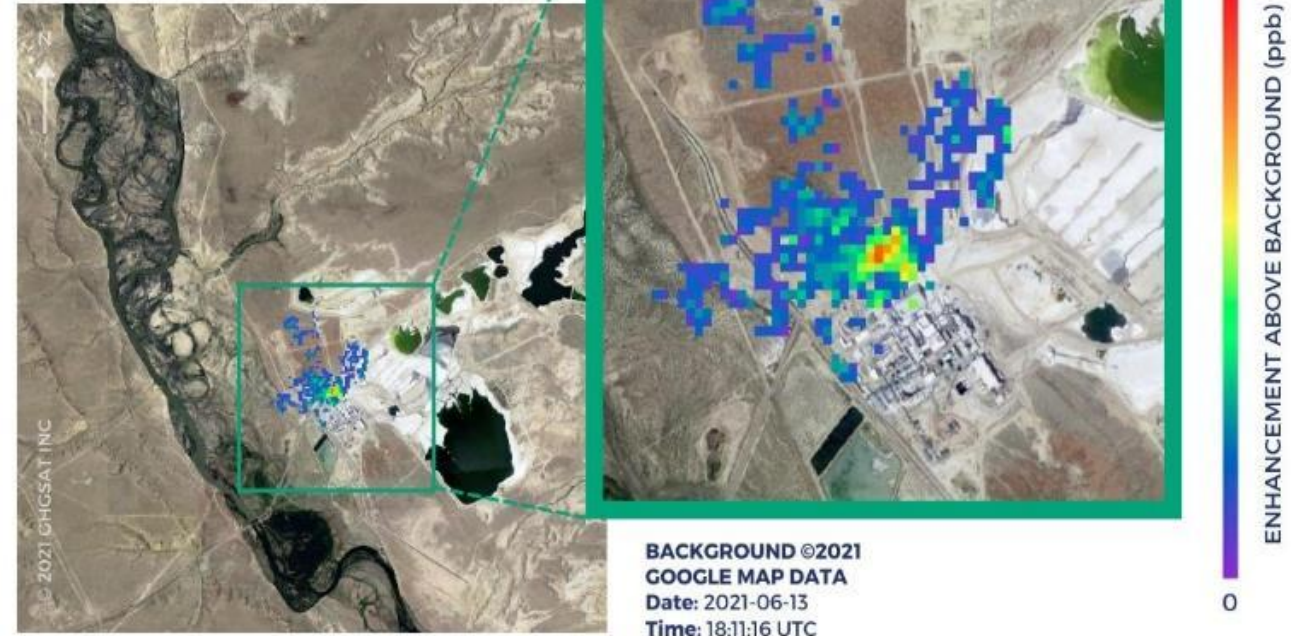 N
© 2021 GHGSAT INC
BACKGROUND ©2021
GOOGLE MAP DATA
Date: 2021-06-13
Time: 18:11:16 UTC
ENHANCEMENT ABOVE BACKGROUND (ppb)
0